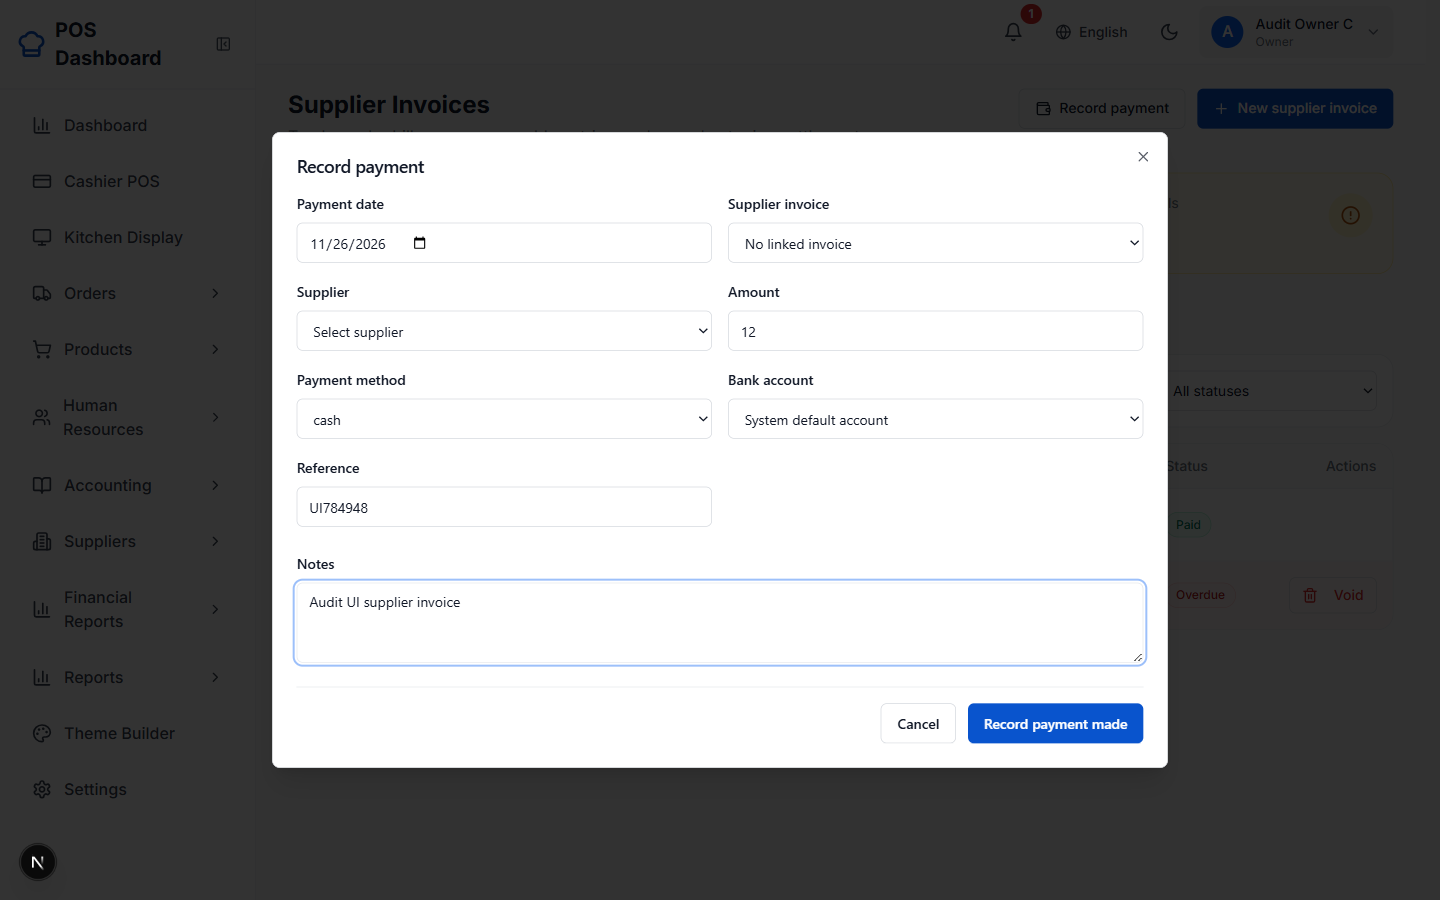 POS
Dashboard
1
English
A
Audit Owner C
Owner
Dashboard
Cashier POS
Kitchen Display
Orders
Products
Human
Resources
Accounting
Suppliers
Financial
Reports
Reports
Theme Builder
Settings
N
Supplier Invoices
Record payment
New supplier invoice
Record payment
Payment date
11/26/2026
Supplier invoice
No linked invoice
Supplier
Select supplier
Amount
12
Payment method
cash
Bank account
System default account
Reference
UI784948
Notes
Audit UI supplier invoice
Cancel
Record payment made
All statuses
Status
Actions
Paid
Overdue
Void